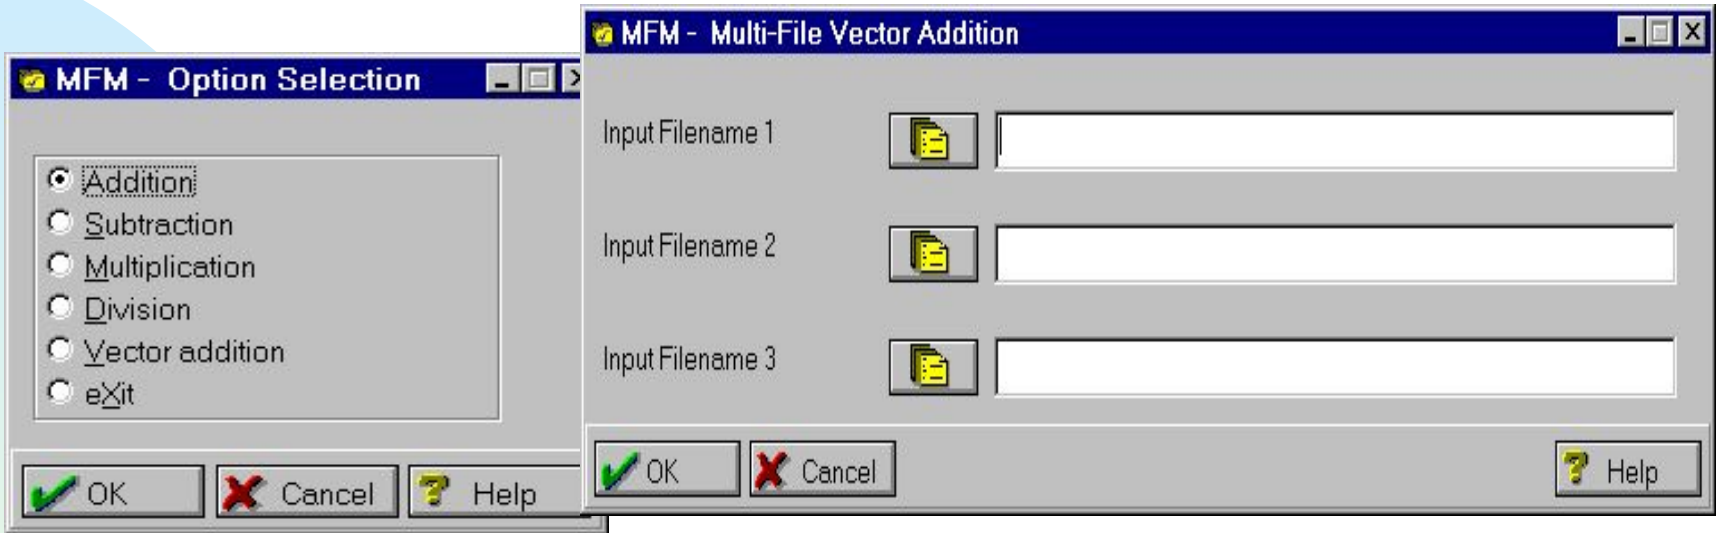 MFM - Option Selection
Addition
Subtraction
Multiplication
Division
Vector addition
eXit
OK
Cancel
Help
MFM - Multi-File Vector Addition
Input Filename 1
Input Filename 2
Input Filename 3
OK
Cancel
Help